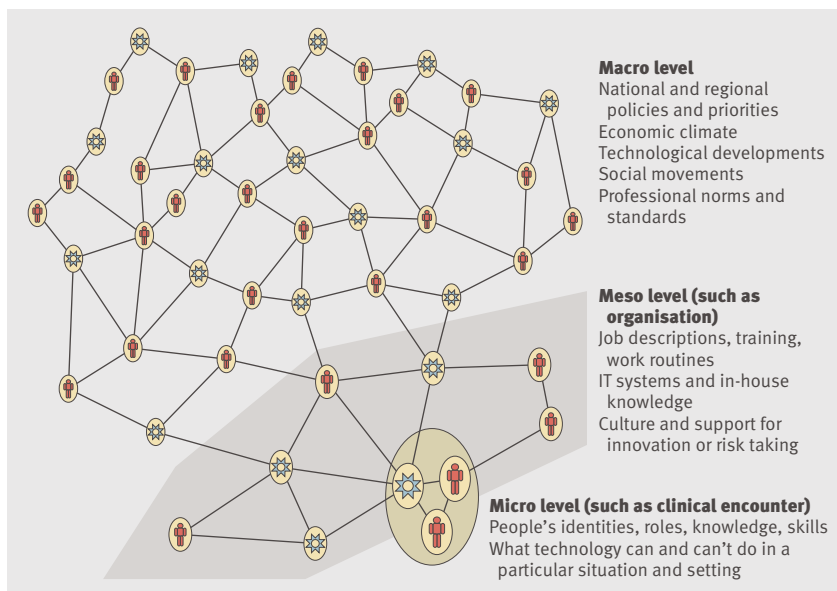 Macro level
National and regional
policies and priorities
Economic climate
Technological developments
Social movements
Professional norms and
standards
Meso level (such as
organisation)
Job descriptions, training,
work routines
IT systems and in-house
knowledge
Culture and support for
innovation or risk taking
Micro level (such as clinical encounter)
People’s identities, roles, knowledge, skills
What technology can and can’t do in a
particular situation and setting